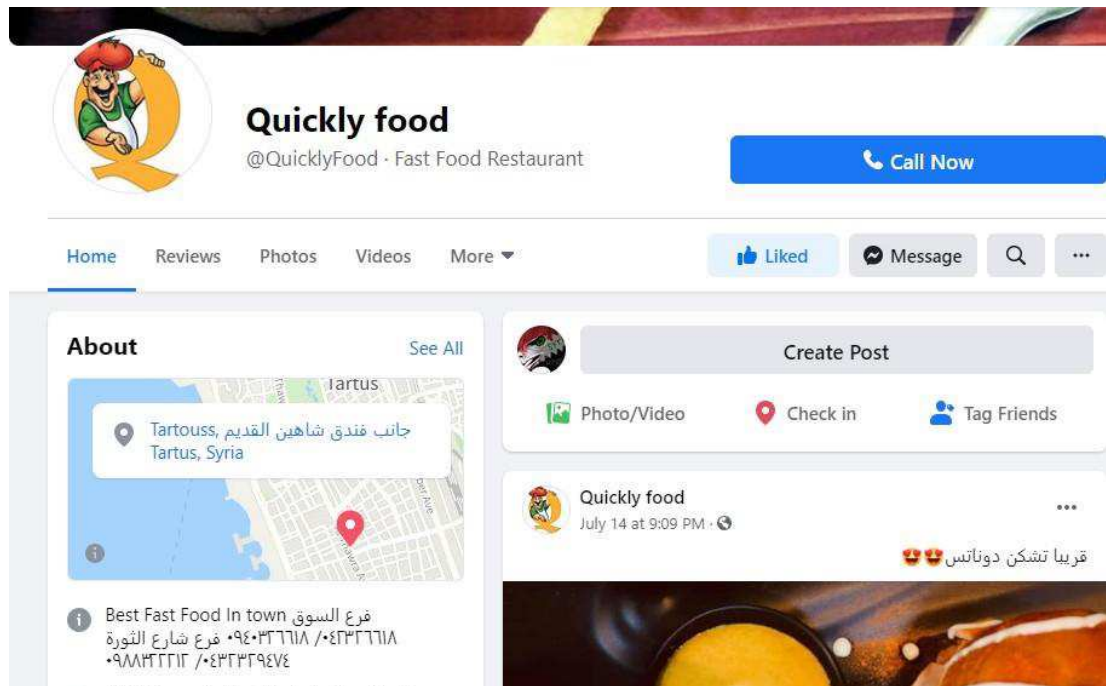 Quickly food
@QuicklyFood · Fast Food Restaurant
Call Now
Home Reviews Photos Videos More
Liked Message
About See All
Tartus
جانب فندق شاهين القديم, Tartouss
Tartus, Syria
Create Post
Photo/Video Check in Tag Friends
Quickly food
July 14 at 9:09 PM
قريبا تشكن دوناتس😍😍
Best Fast Food In town فرع السوق
٠٤٣٢٣٢٦٦١٨/ ٠٩٤٠٣٢٦٦١٨ فرع شارع الثورة
٠٤٣٢٣٢٩٤٧٤/ ٠٩٨٨٣٢٢٢١٢